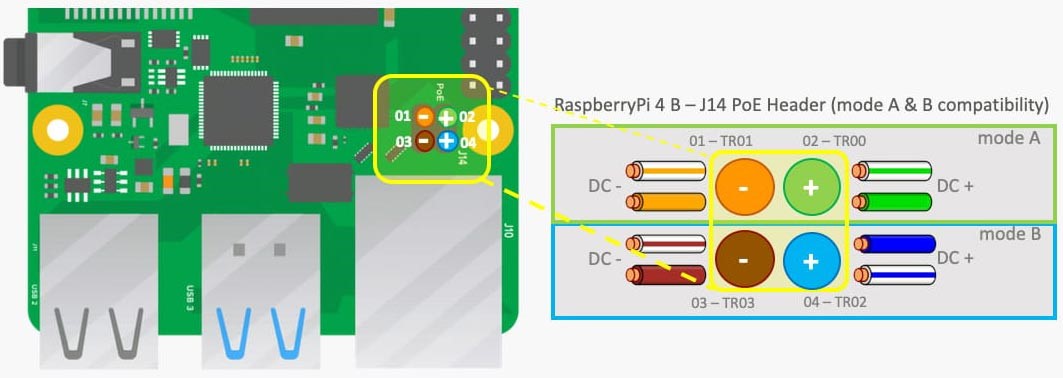 PoE
01
02
03
04
J14
J10
USB 2
USB 3
RaspberryPi 4 B – J14 PoE Header (mode A & B compatibility)
01 – TR01
02 – TR00
mode A
DC -
-
+
DC +
mode B
DC -
-
+
DC +
03 – TR03
04 – TR02